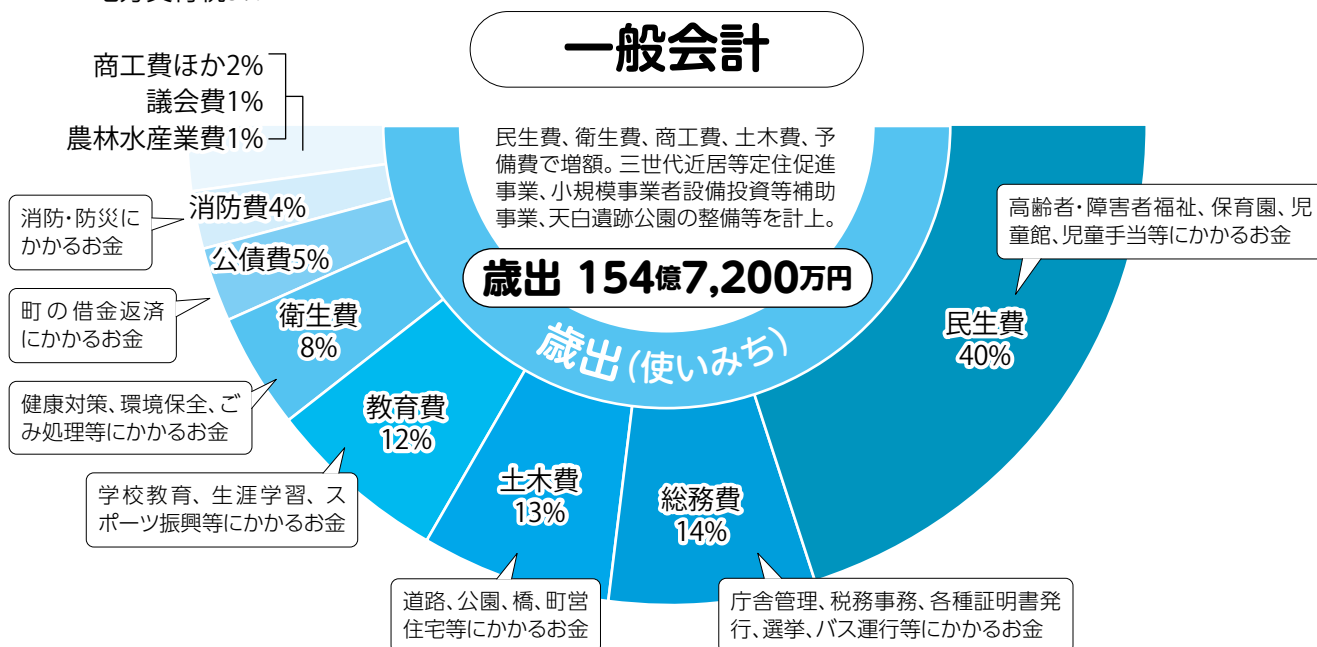 一般会計
商工費ほか2%
議会費1%
農林水産業費1%
民生費、衛生費、商工費、土木費、予
備費で増額。三世代近居等定住促進
事業、小規模事業者設備投資等補助
事業、天白遺跡公園の整備等を計上。
歳出 154億7,200万円
歳出(使いみち)
消防費4%
消防・防災に
かかるお金
公債費5%
町の借金返済
にかかるお金
衛生費
8%
健康対策、環境保全、ご
み処理等にかかるお金
教育費
12%
学校教育、生涯学習、ス
ポーツ振興等にかかるお金
土木費
13%
道路、公園、橋、町営
住宅等にかかるお金
総務費
14%
庁舎管理、税務事務、各種証明書発
行、選挙、バス運行等にかかるお金
民生費
40%
高齢者・障害者福祉、保育園、児
童館、児童手当等にかかるお金